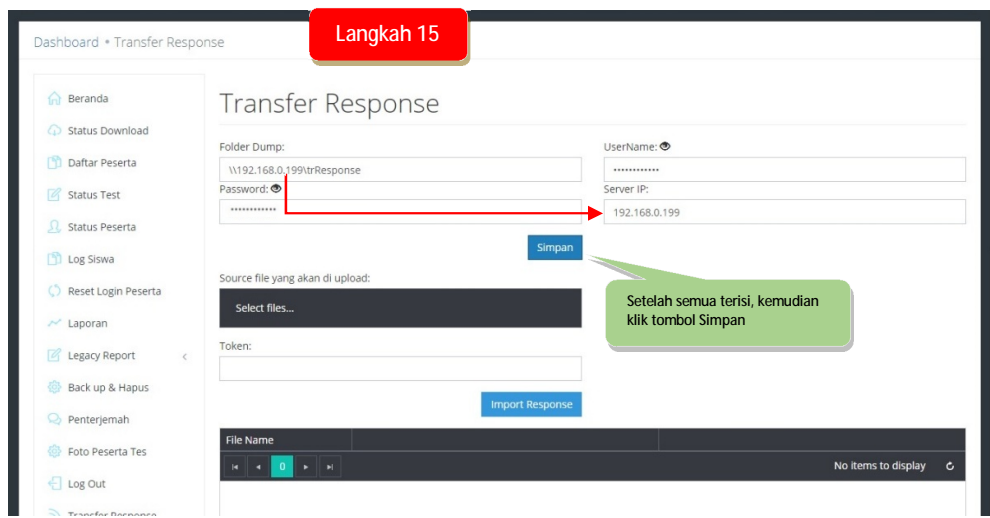 Langkah 15
Dashboard • Transfer Response
Beranda
Status Download
Daftar Peserta
Status Test
Status Peserta
Log Siswa
Reset Login Peserta
Laporan
Legacy Report
Back up & Hapus
Penterjemah
Foto Peserta Tes
Log Out
Transfer Response
Transfer Response
Folder Dump:
\\192.168.0.199\trResponse
UserName:
Password:
Server IP:
192.168.0.199
Simpan
Setelah semua terisi, kemudian
klik tombol Simpan
Source file yang akan di upload:
Select files...
Token:
Import Response
File Name
0
No items to display